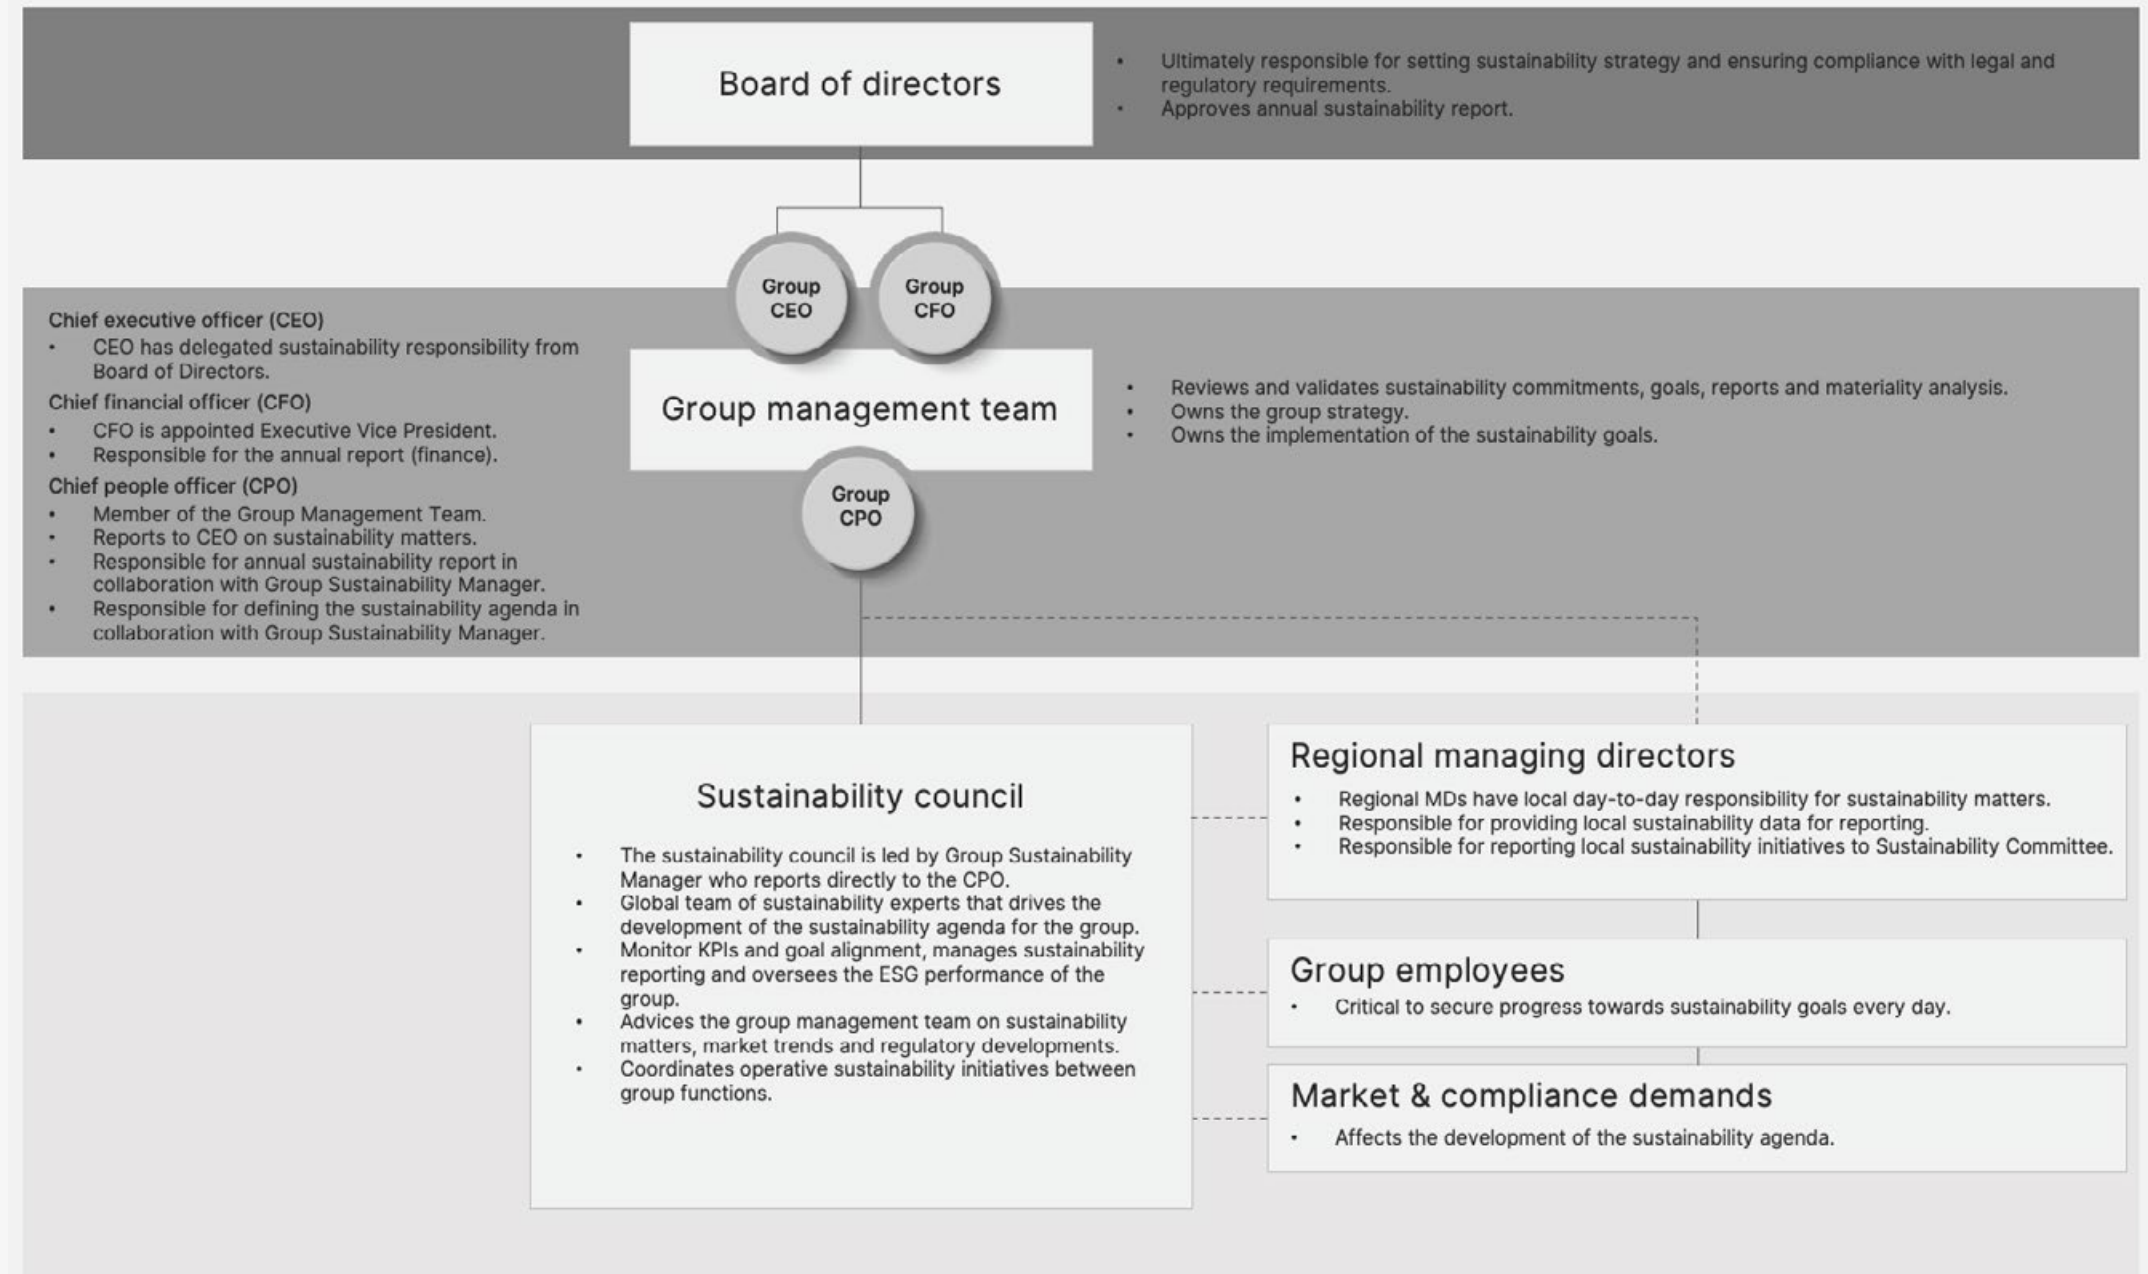 Board of directors
• Ultimately responsible for setting sustainability strategy and ensuring compliance with legal and
regulatory requirements.
• Approves annual sustainability report.
Group
CEO
Group
CFO
Chief executive officer (CEO)
• CEO has delegated sustainability responsibility from
Board of Directors.
Chief financial officer (CFO)
• CFO is appointed Executive Vice President.
• Responsible for the annual report (finance).
Chief people officer (CPO)
• Member of the Group Management Team.
• Reports to CEO on sustainability matters.
• Responsible for annual sustainability report in
collaboration with Group Sustainability Manager.
• Responsible for defining the sustainability agenda in
collaboration with Group Sustainability Manager.
Group management team
• Reviews and validates sustainability commitments, goals, reports and materiality analysis.
• Owns the group strategy.
• Owns the implementation of the sustainability goals.
Group
CPO
Sustainability council
• The sustainability council is led by Group Sustainability
Manager who reports directly to the CPO.
• Global team of sustainability experts that drives the
development of the sustainability agenda for the group.
• Monitor KPIs and goal alignment, manages sustainability
reporting and oversees the ESG performance of the
group.
• Advices the group management team on sustainability
matters, market trends and regulatory developments.
• Coordinates operative sustainability initiatives between
group functions.
Regional managing directors
• Regional MDs have local day-to-day responsibility for sustainability matters.
• Responsible for providing local sustainability data for reporting.
• Responsible for reporting local sustainability initiatives to Sustainability Committee.
Group employees
• Critical to secure progress towards sustainability goals every day.
Market & compliance demands
• Affects the development of the sustainability agenda.